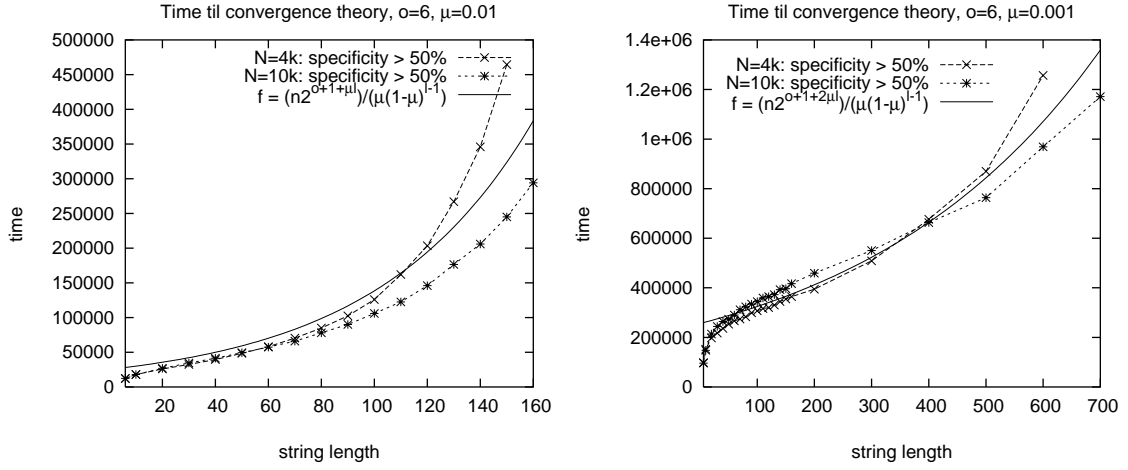 Time til convergence theory, o=6, μ=0.01
500000
450000
400000
350000
300000
250000
200000
150000
100000
50000
0
time
N=4k: specificity > 50%
N=10k: specificity > 50%
f = (n2^{o+1+μl})/(μ(1-μ)^{l-1})
20 40 60 80 100 120 140 160
string length
Time til convergence theory, o=6, μ=0.001
1.4e+06
1.2e+06
1e+06
800000
600000
400000
200000
0
time
N=4k: specificity > 50%
N=10k: specificity > 50%
f = (n2^{o+1+2μl})/(μ(1-μ)^{l-1})
100 200 300 400 500 600 700
string length